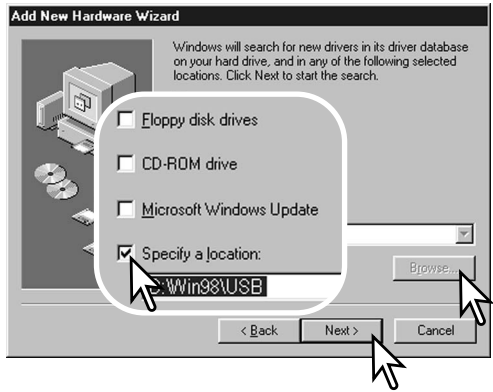 Add New Hardware Wizard
Windows will search for new drivers in its driver database
on your hard drive, and in any of the following selected
locations. Click Next to start the search.
Floppy disk drives
CD-ROM drive
Microsoft Windows Update
Specify a location:
:\Win98\USB
Browse...
< Back
Next >
Cancel